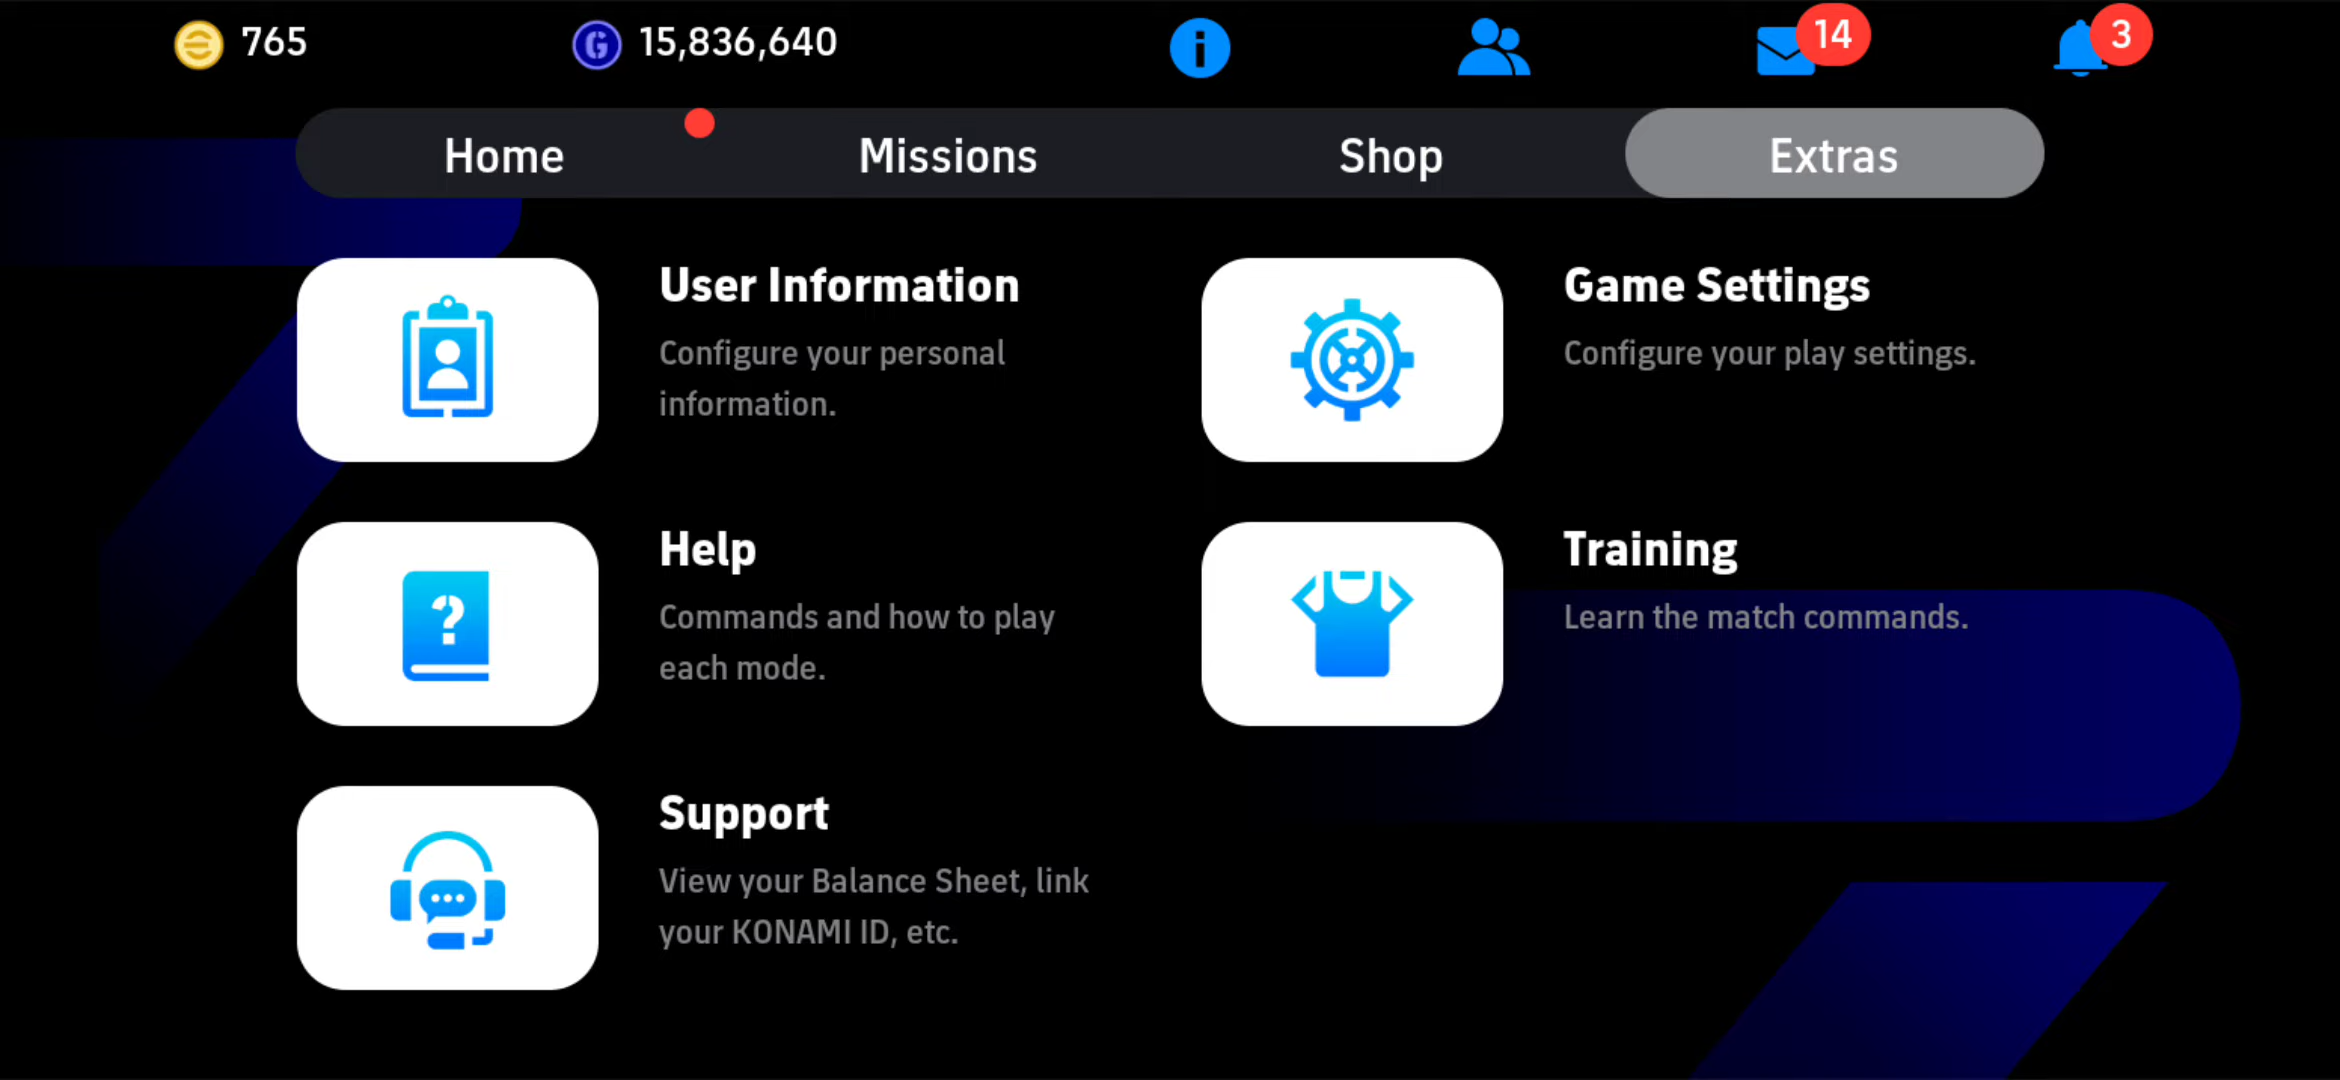 765
15,836,640
14
3
Home
Missions
Shop
Extras
User Information
Configure your personal
information.
Game Settings
Configure your play settings.
Help
Commands and how to play
each mode.
Training
Learn the match commands.
Support
View your Balance Sheet, link
your KONAMI ID, etc.